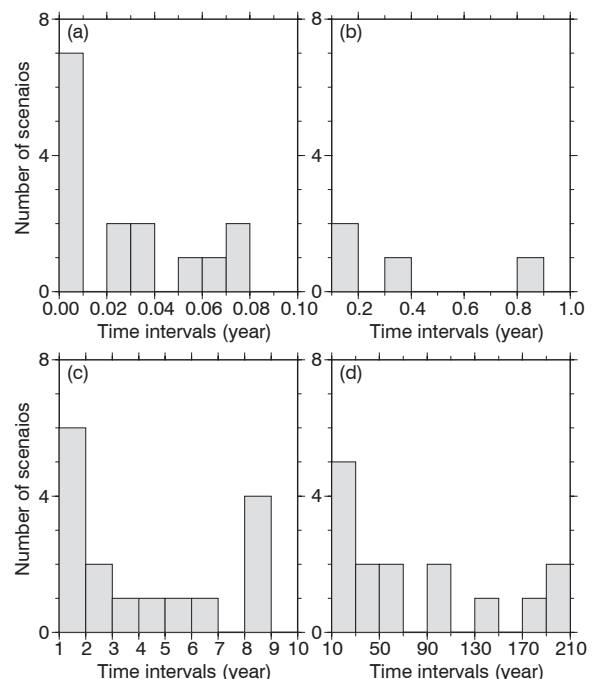 8 (a) (b) 8
4 4
0 0
Number of scenaios
0.00 0.02 0.04 0.06 0.08 0.10 0.2 0.4 0.6 0.8 1.0
Time intervals (year) Time intervals (year)
8 (c) 8 (d)
4 4
0 0
Number of scenaios
1 2 3 4 5 6 7 8 9 10 10 50 90 130 170 210
Time intervals (year) Time intervals (year)